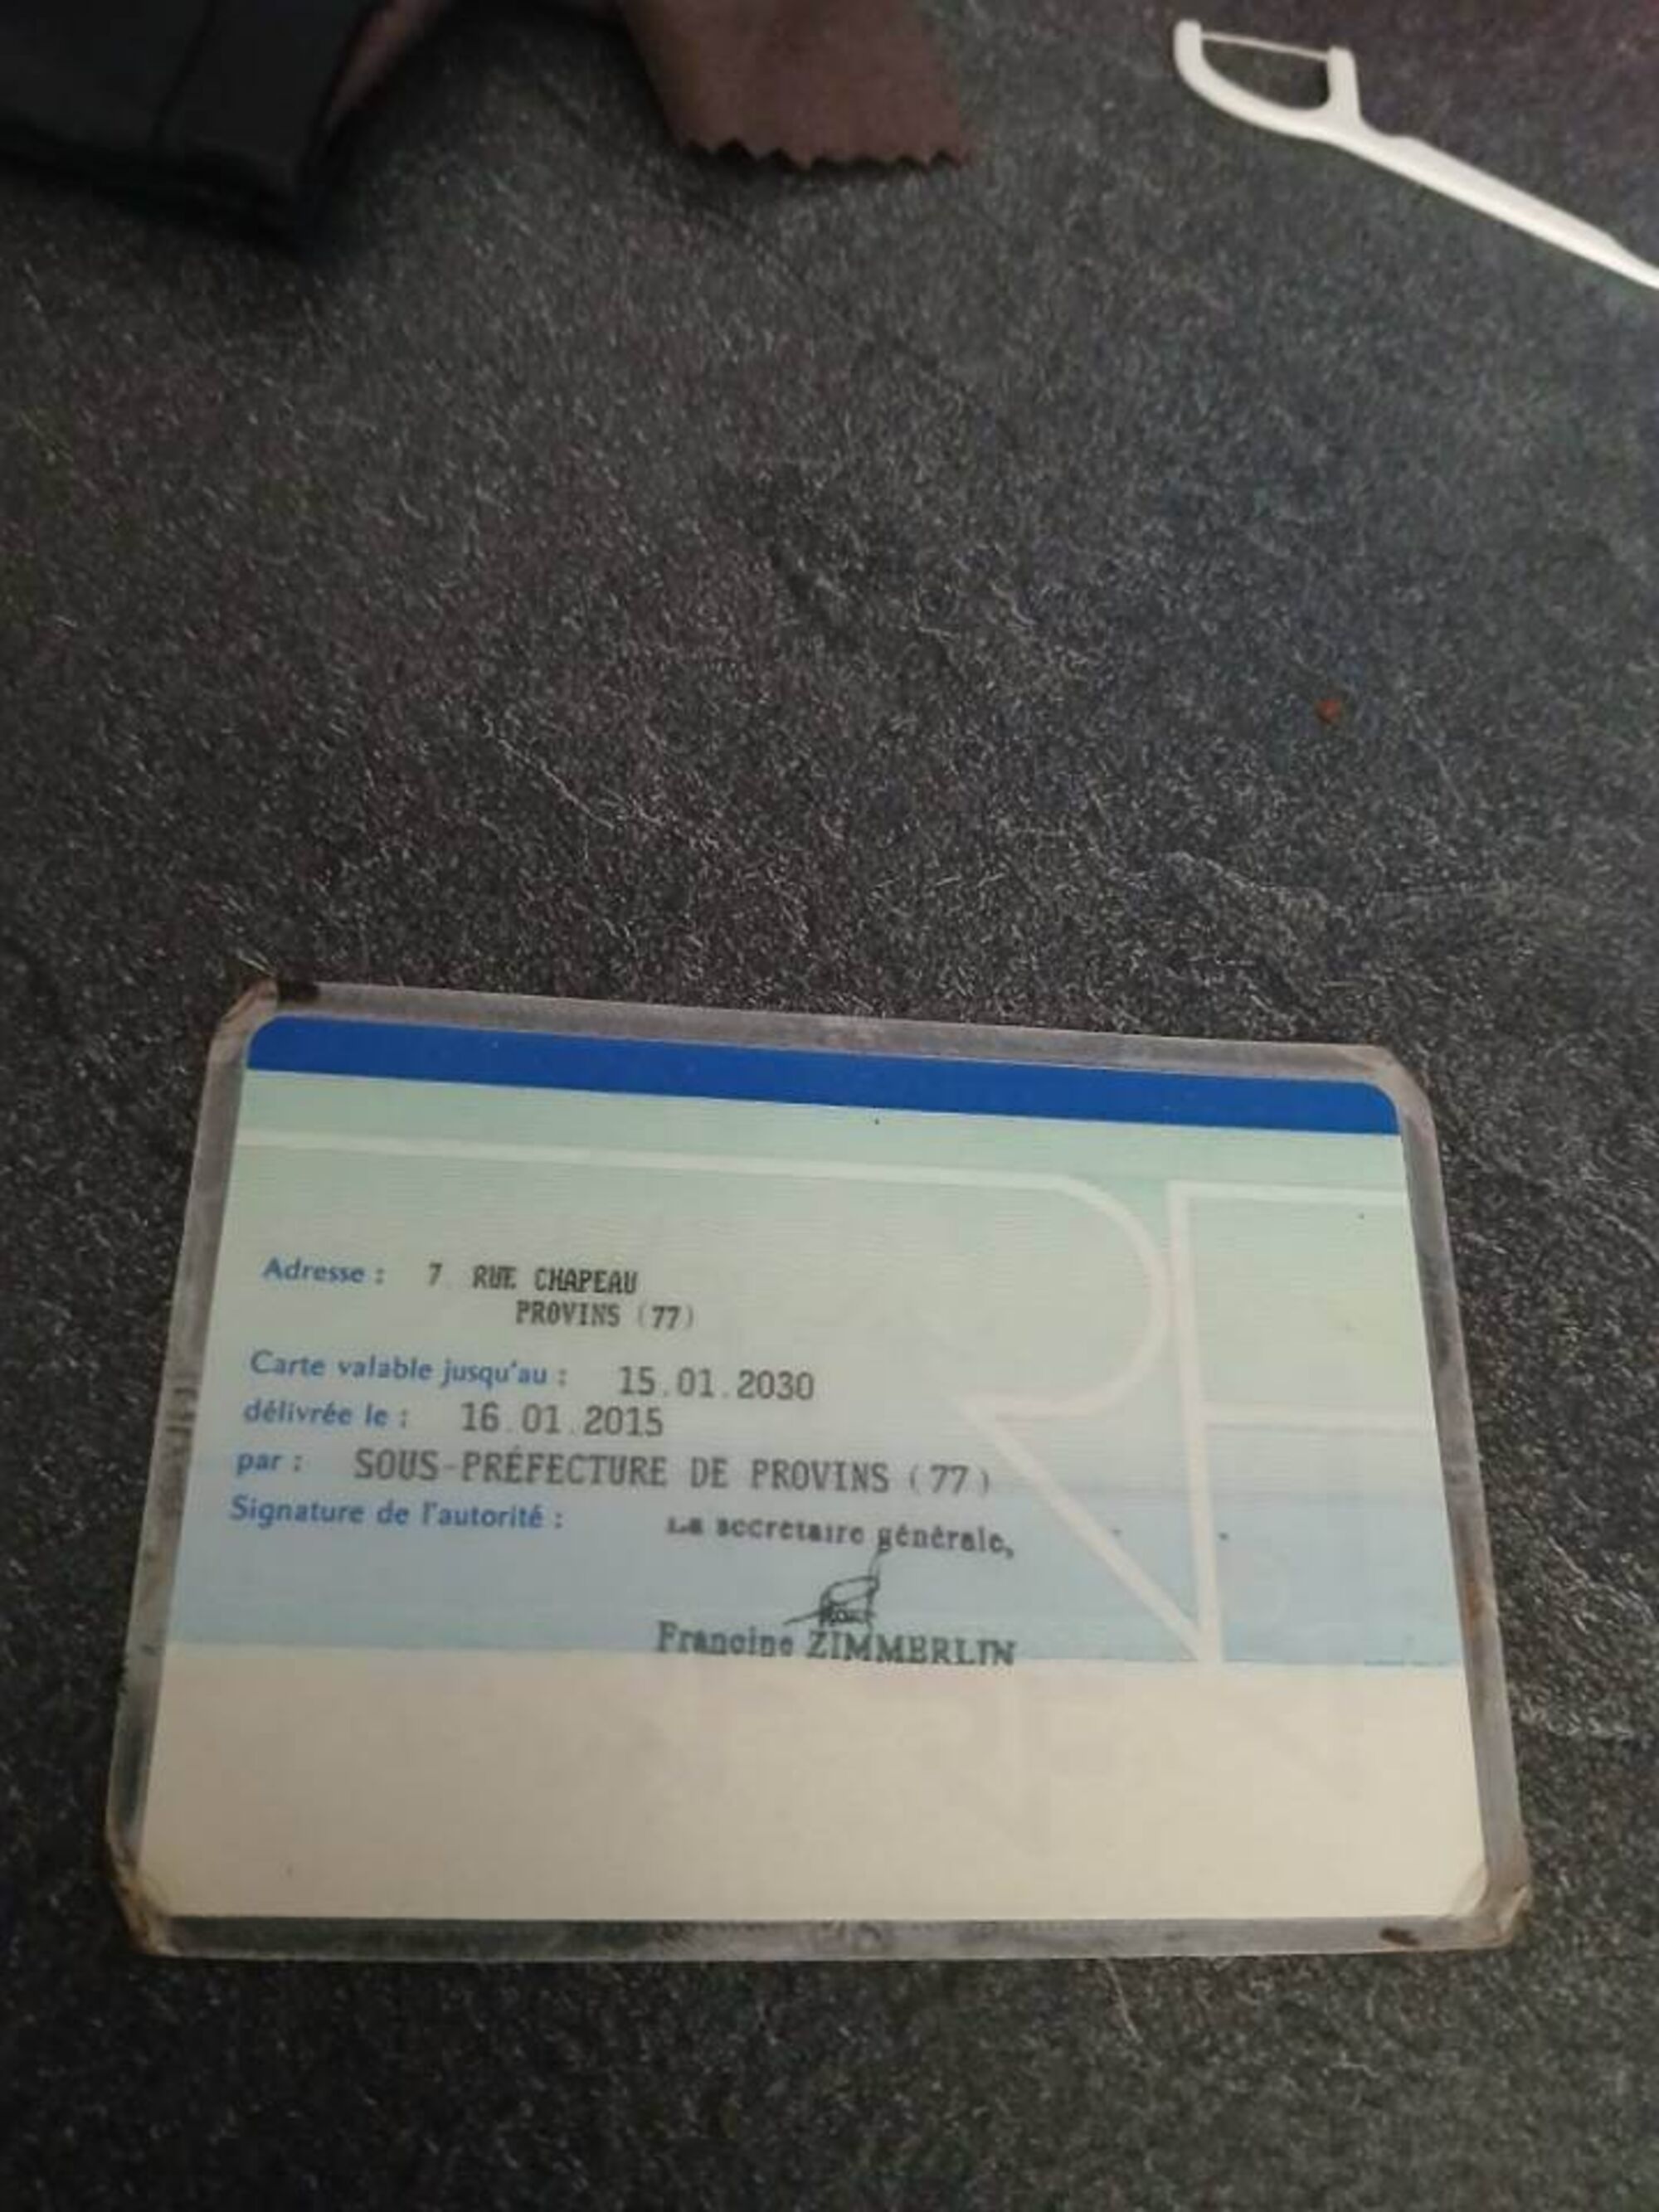 Adresse : 7 RUE CHAPEAU
PROVINS (77)
Carte valable jusqu'au : 15.01.2030
délivrée le : 16.01.2015
par : SOUS-PRÉFECTURE DE PROVINS (77)
Signature de l'autorité : La secrétaire générale,
Francine ZIMMERLIN
RE